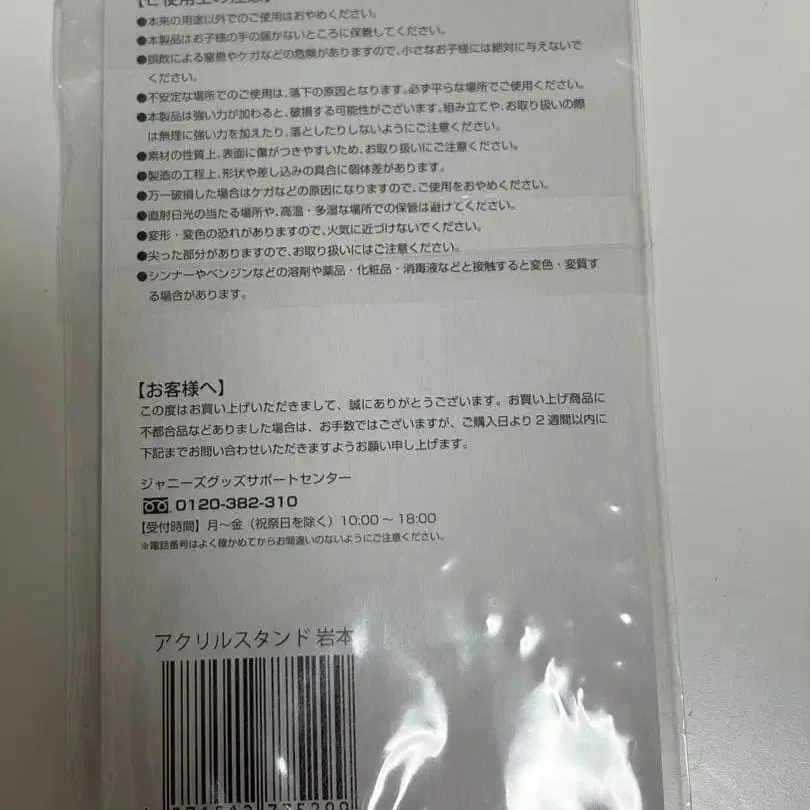 【ご使用上の注意】
●本来の用途以外でのご使用はおやめください。
●本製品はお子様の手の届かないところに保管してください。
●誤飲による窒息やケガなどの危険がありますので、小さなお子様には絶対に与えないで
ください。
●不安定な場所でのご使用は、落下の原因となります。必ず平らな場所でご使用ください。
●本製品は強い力が加わると、破損する可能性がございます。組み立てや、お取り扱いの際
は無理に強い力を加えたり、落としたりしないようにご注意ください。
●素材の性質上、表面に傷がつきやすいため、お取り扱いにご注意ください。
●製造の工程上、形状や差し込みの具合に個体差があります。
●万一破損した場合はケガなどの原因になりますので、ご使用をおやめください。
●直射日光の当たる場所や、高温・多湿な場所での保管は避けてください。
●変形・変色の恐れがありますので、火気に近づけないでください。
●尖った部分がありますので、お取り扱いにはご注意ください。
●シンナーやベンジンなどの溶剤や薬品・化粧品・消毒液などと接触すると変色・変質す
る場合があります。
【お客様へ】
この度はお買い上げいただきまして、誠にありがとうございます。お買い上げ商品に
不都合品などありました場合は、お手数ではございますが、ご購入日より2週間以内に
下記までお問い合わせいただきますようお願い申し上げます。
ジャニーズグッズサポートセンター
0120-382-310
【受付時間】月〜金（祝祭日を除く）10:00〜18:00
※電話番号はよく確かめてからお間違いのないようにご注意ください。
アクリルスタンド 岩本